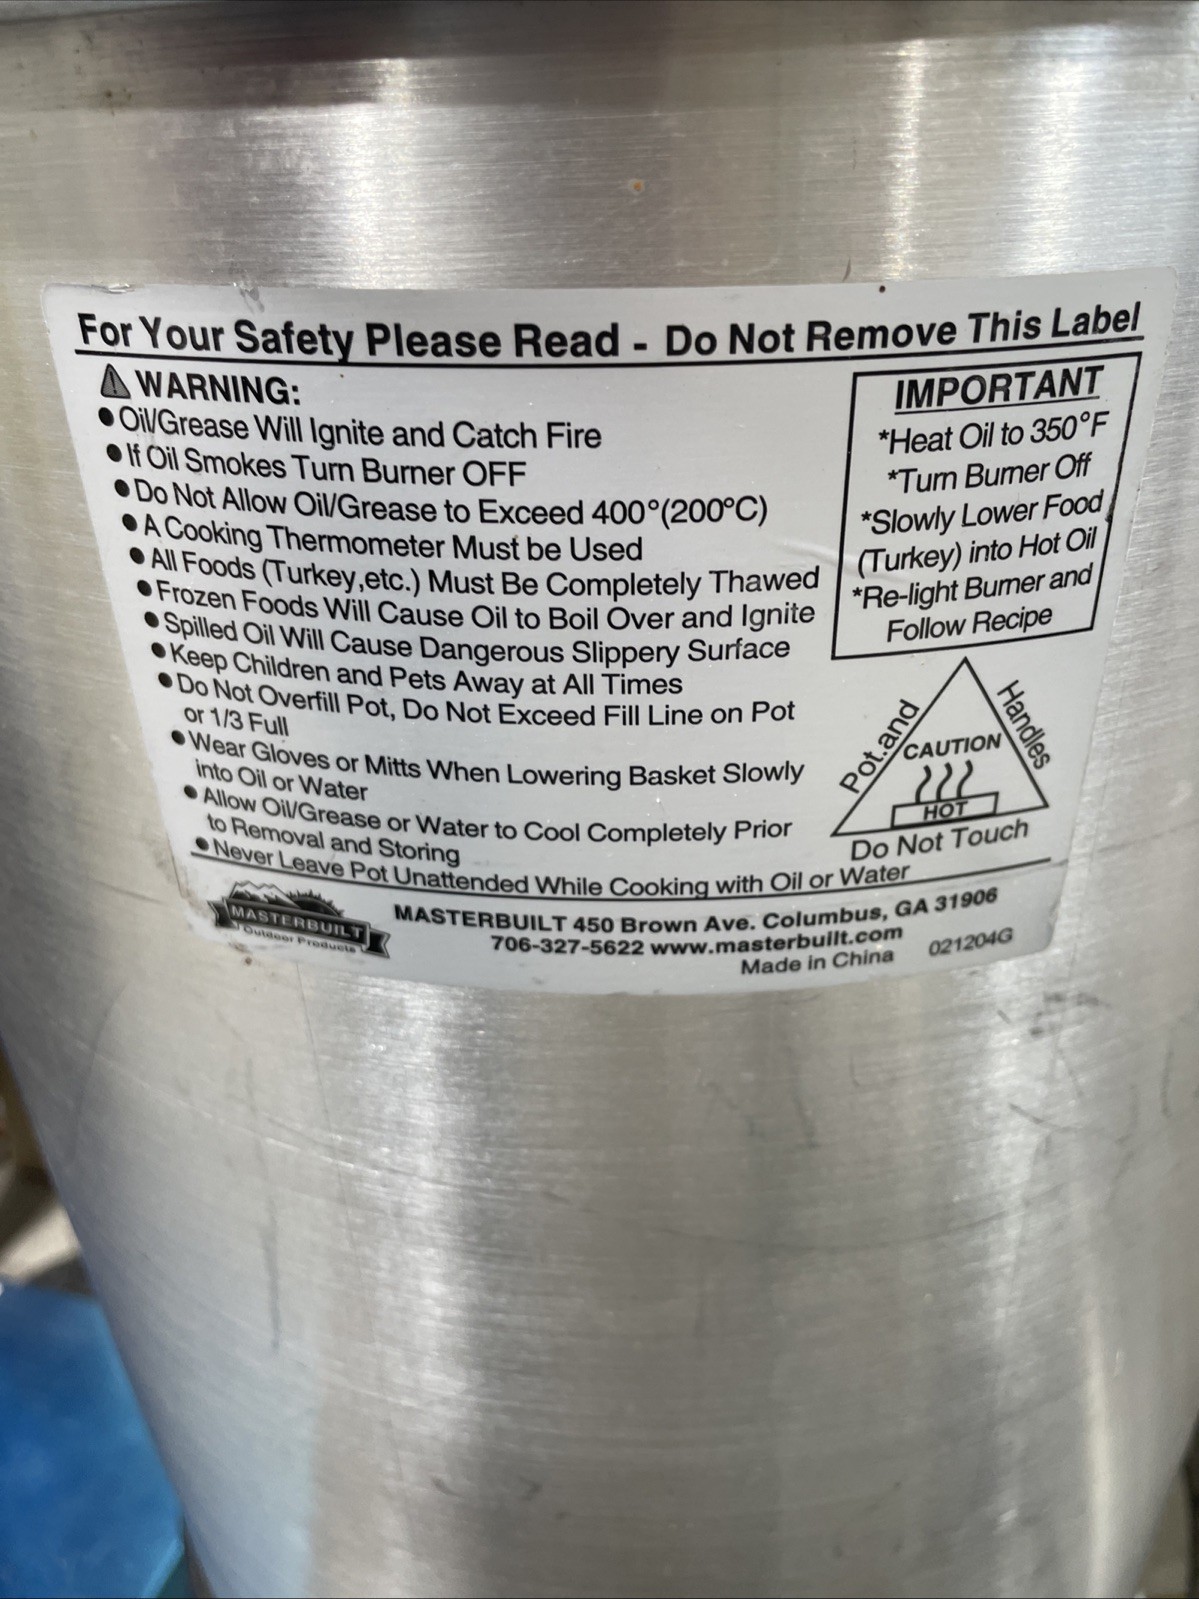 For Your Safety Please Read - Do Not Remove This Label
WARNING:
●Oil/Grease Will Ignite and Catch Fire
●If Oil Smokes Turn Burner OFF
●Do Not Allow Oil/Grease to Exceed 400°(200°C)
●A Cooking Thermometer Must be Used
●All Foods (Turkey,etc.) Must Be Completely Thawed
●Frozen Foods Will Cause Oil to Boil Over and Ignite
●Spilled Oil Will Cause Dangerous Slippery Surface
●Keep Children and Pets Away at All Times
●Do Not Overfill Pot, Do Not Exceed Fill Line on Pot
or 1/3 Full
●Wear Gloves or Mitts When Lowering Basket Slowly
into Oil or Water
●Allow Oil/Grease or Water to Cool Completely Prior
to Removal and Storing
●Never Leave Pot Unattended While Cooking with Oil or Water
IMPORTANT
*Heat Oil to 350°F
*Turn Burner Off
*Slowly Lower Food
(Turkey) into Hot Oil
*Re-light Burner and
Follow Recipe
Pot.and
Handles
CAUTION
HOT
Do Not Touch
MASTERBUILT
Outdoor Products
MASTERBUILT 450 Brown Ave. Columbus, GA 31906
706-327-5622 www.masterbuilt.com
Made in China
021204G